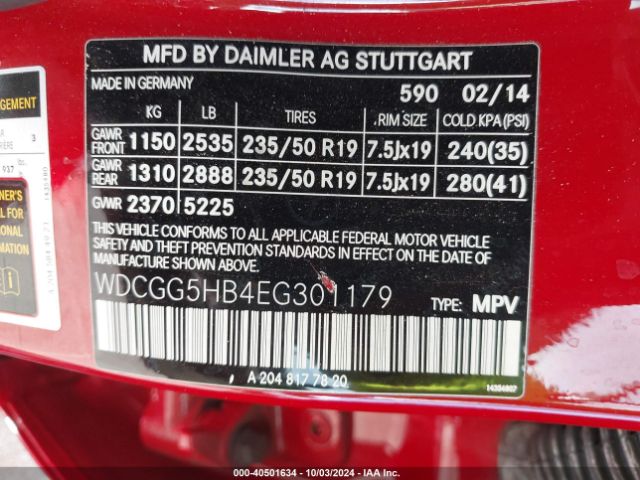 MFD BY DAIMLER AG STUTTGART
MADE IN GERMANY
590 02/14
KG LB TIRES .RIM SIZE COLD KPA(PSI)
GAWR FRONT 1150 2535 235/50 R19 7.5Jx19 240(35)
GAWR REAR 1310 2888 235/50 R19 7.5Jx19 280(41)
GVWR 2370 5225
THIS VEHICLE CONFORMS TO ALL APPLICABLE FEDERAL MOTOR VEHICLE
SAFETY AND THEFT PREVENTION STANDARDS IN EFFECT ON THE DATE
OF MANUFACTURE SHOWN ABOVE.
WDCGG5HB4EG301179 TYPE: MPV
A 204 817 78 20
3
937 lbs.
000-40501634 - 10/03/2024 - IAA Inc.